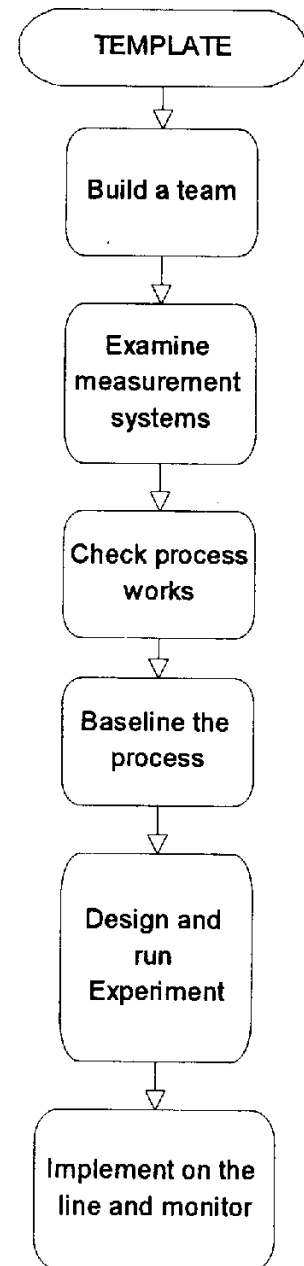 TEMPLATE
Build a team
Examine
measurement
systems
Check process
works
Baseline the
process
Design and
run
Experiment
Implement on the
line and monitor